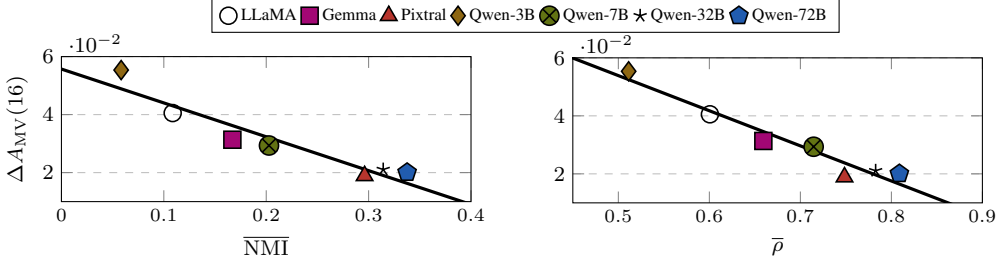 LLaMA Gemma Pixtral Qwen-3B Qwen-7B Qwen-32B Qwen-72B
·10⁻² ·10⁻²
6 6
4 4
2 2
ΔA_MV(16)
0 0.1 0.2 0.3 0.4 0.5 0.6 0.7 0.8 0.9
N̅M̅I̅ ρ̅